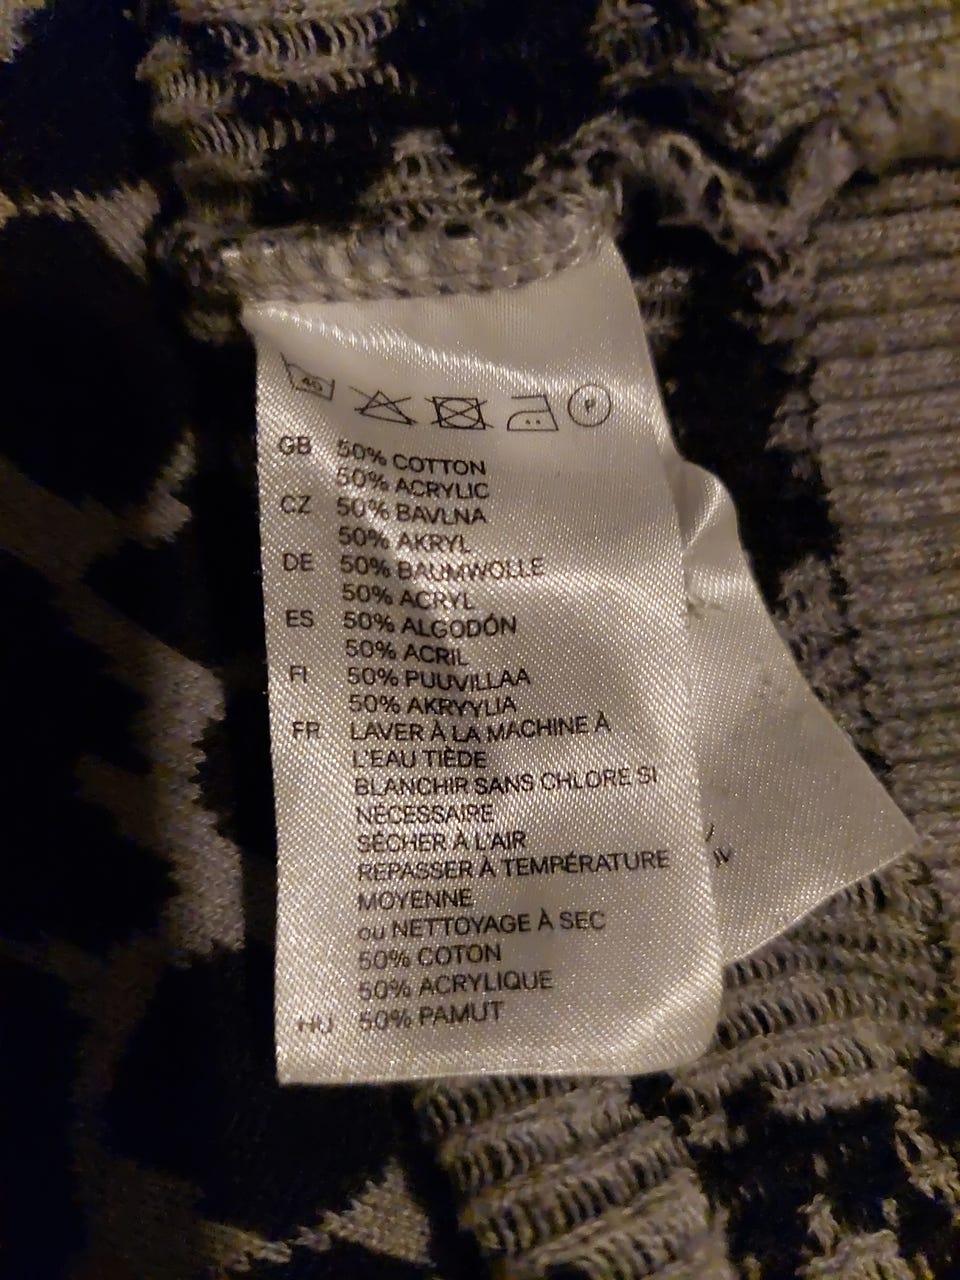 40
P
GB 50% COTTON
50% ACRYLIC
CZ 50% BAVLNA
50% AKRYL
DE 50% BAUMWOLLE
50% ACRYL
ES 50% ALGODÓN
50% ACRIL
FI 50% PUUVILLAA
50% AKRYYLIA
FR LAVER À LA MACHINE À
L'EAU TIÈDE
BLANCHIR SANS CHLORE SI
NÉCESSAIRE
SÉCHER À L'AIR
REPASSER À TEMPÉRATURE
MOYENNE
ou NETTOYAGE À SEC
50% COTON
50% ACRYLIQUE
HU 50% PAMUT